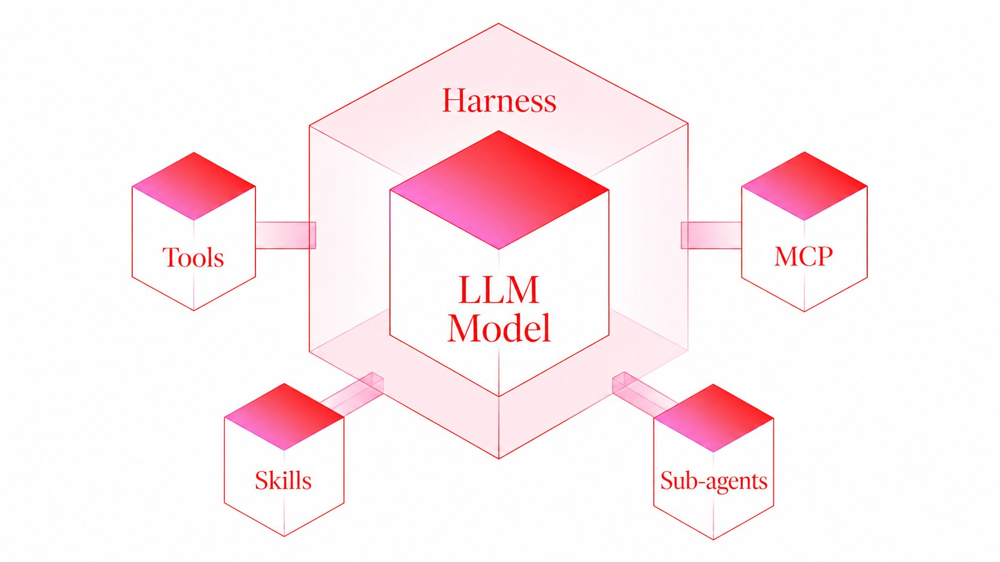 Harness
Tools
LLM
Model
MCP
Skills
Sub-agents